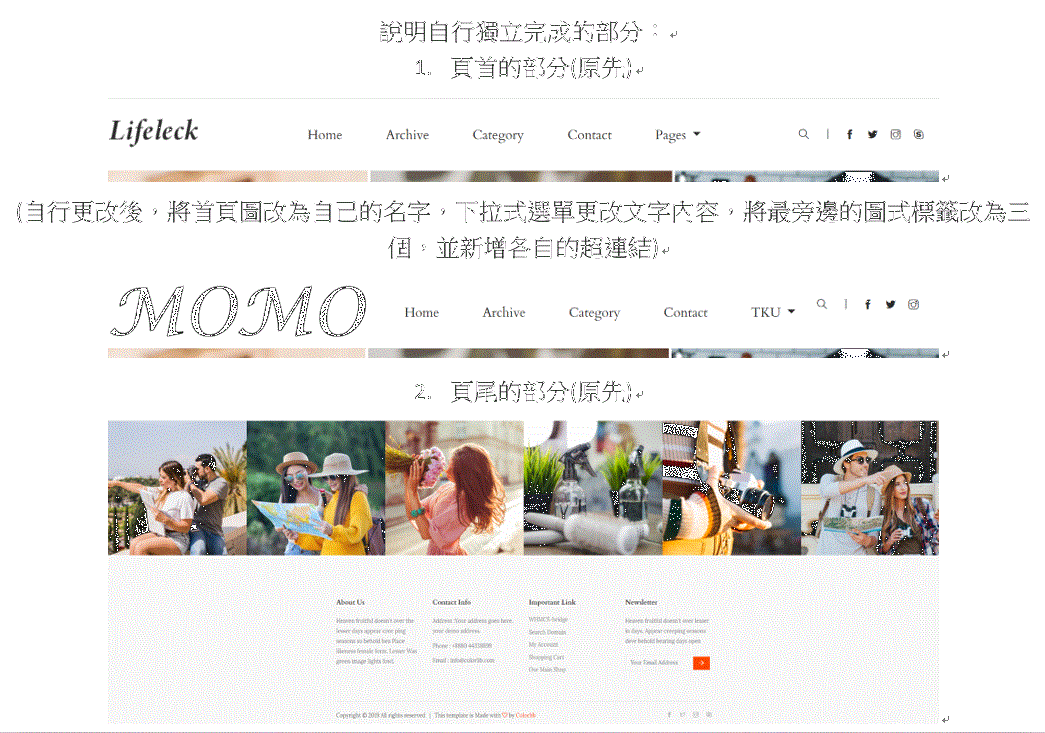 說明自行獨立完成的部分：
1. 頁首的部分(原先)
Lifeleck Home Archive Category Contact Pages
(自行更改後，將首頁圖改為自己的名字，下拉式選單更改文字內容，將最旁邊的圖式標籤改為三
個，並新增各自的超連結)
MOMO Home Archive Category Contact TKU
2. 頁尾的部分(原先)
About Us
Heaven fruitful doesn't over the
lesser days appear cree ping
seasons so behold bea Place
likeness female form. Lesser Was
green image lights fowl.
Contact Info
Address :Your address goes here,
your demo address.
Phone : +8880 44338899
Email : info@colorlib.com
Important Link
WHMCS-bridge
Search Domain
My Account
Shopping Cart
Our Main Shop
Newsletter
Heaven fruitful doesn't over lesser
in days. Appear creeping seasons
deve behold bearing days open
Your Email Address
Copyright © 2019 All rights reserved | This template is Made with ♡ by Colorlib